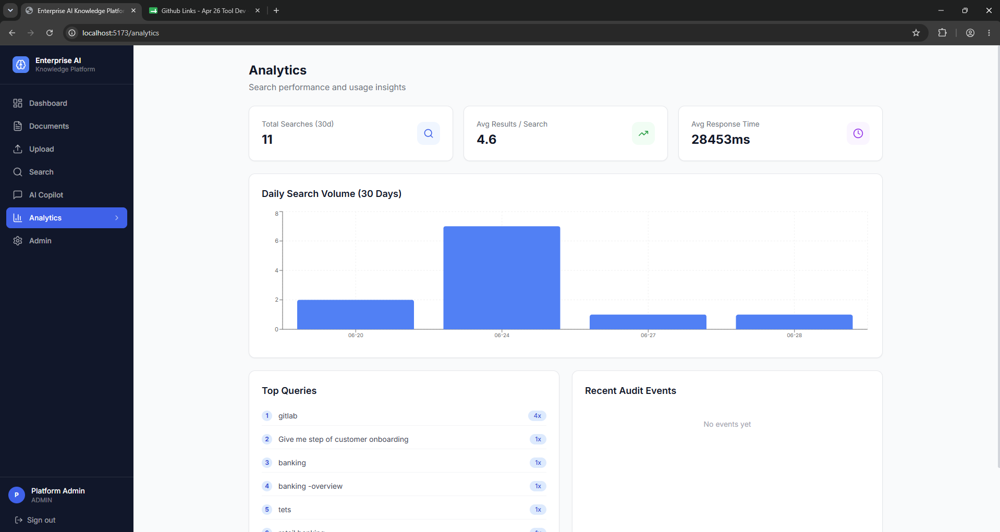 Enterprise AI Knowledge Platfo
Github Links - Apr 26 Tool Dev
localhost:5173/analytics
Enterprise AI
Knowledge Platform
Dashboard
Documents
Upload
Search
AI Copilot
Analytics
Admin
P
Platform Admin
ADMIN
Sign out
Analytics
Search performance and usage insights
Total Searches (30d)
11
Avg Results / Search
4.6
Avg Response Time
28453ms
Daily Search Volume (30 Days)
8
6
4
2
0
06-20
06-24
06-27
06-28
Top Queries
1 gitlab 4x
2 Give me step of customer onboarding 1x
3 banking 1x
4 banking -overview 1x
5 tets 1x
Recent Audit Events
No events yet